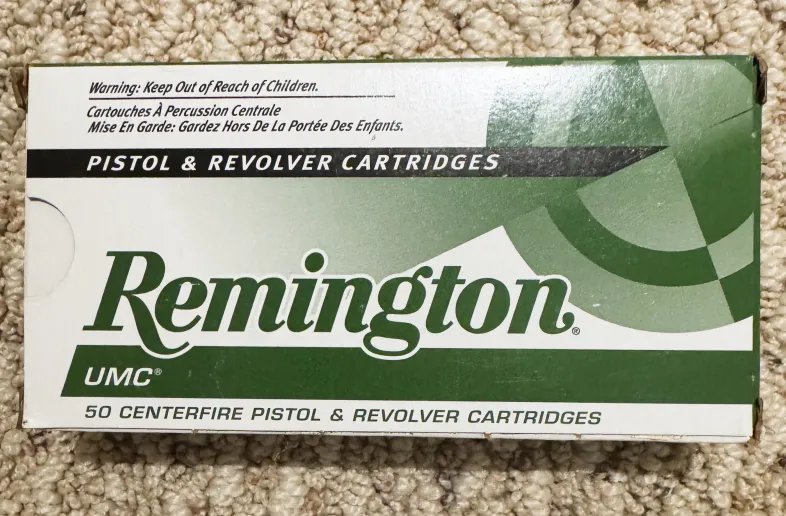 Warning: Keep Out of Reach of Children.
Cartouches À Percussion Centrale
Mise En Garde: Gardez Hors De La Portée Des Enfants.
PISTOL & REVOLVER CARTRIDGES
Remington®
UMC®
50 CENTERFIRE PISTOL & REVOLVER CARTRIDGES